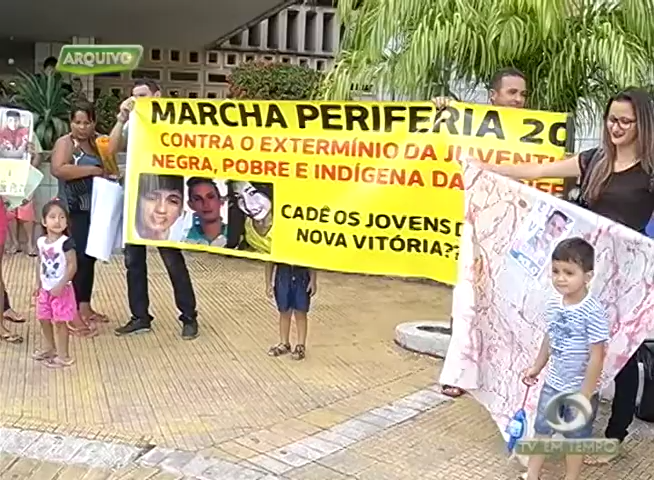 ARQUIVO
MARCHA PERIFERIA 20
CONTRA O EXTERMÍNIO DA
NEGRA, POBRE E INDÍGENA DA
CADÊ OS JOVENS D
NOVA VITÓRIA??
TV EM TEMPO